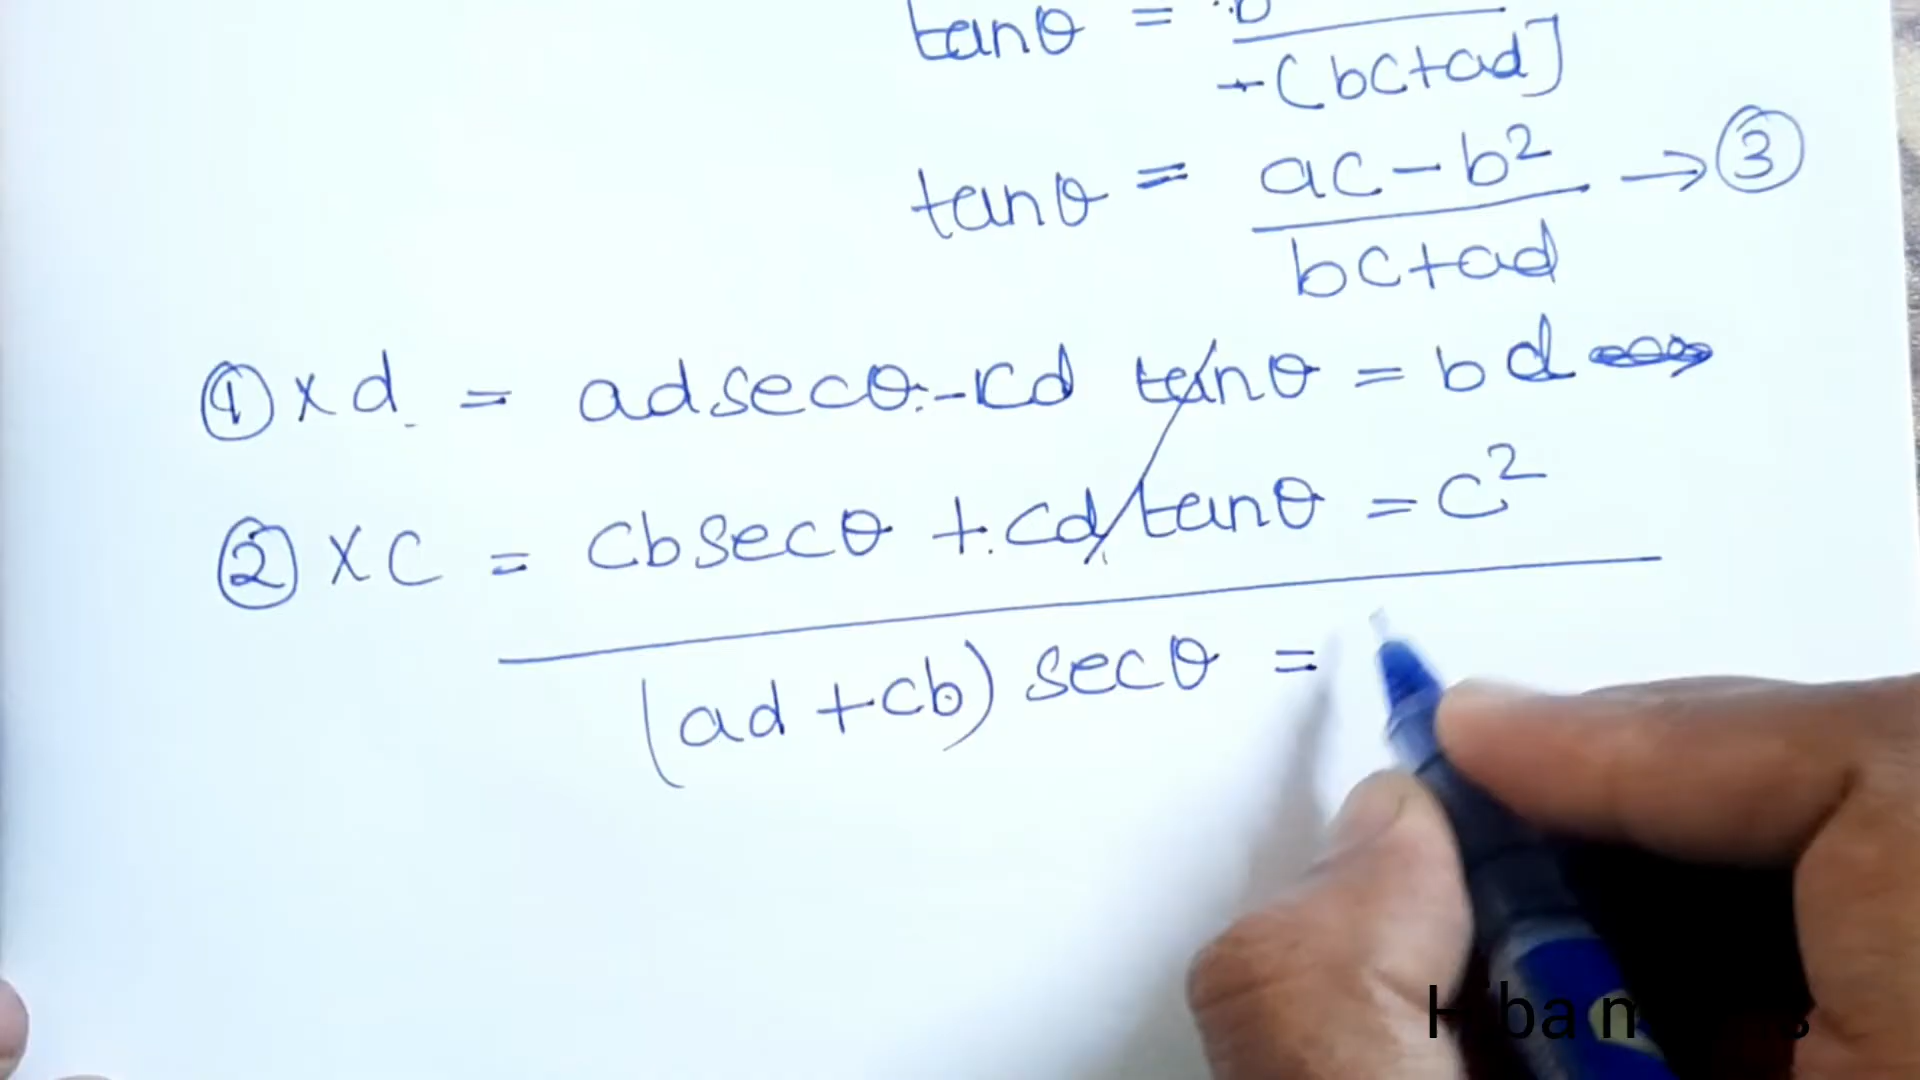 tanθ =
-[bc+ad]
tanθ = ac-b² → ③
bc+ad
① x d = ad secθ - cd tanθ = bd
② x c = cb secθ + cd tanθ = c²
(ad + cb) secθ =